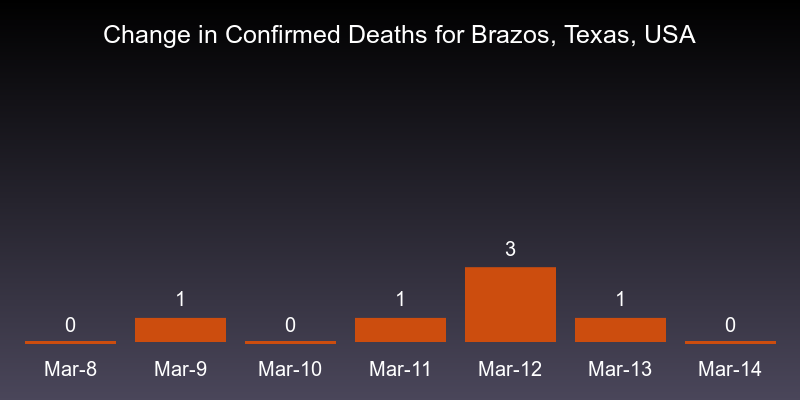 Change in Confirmed Deaths for Brazos, Texas, USA
3
1 1 1
0 0 0
Mar-8 Mar-9 Mar-10 Mar-11 Mar-12 Mar-13 Mar-14